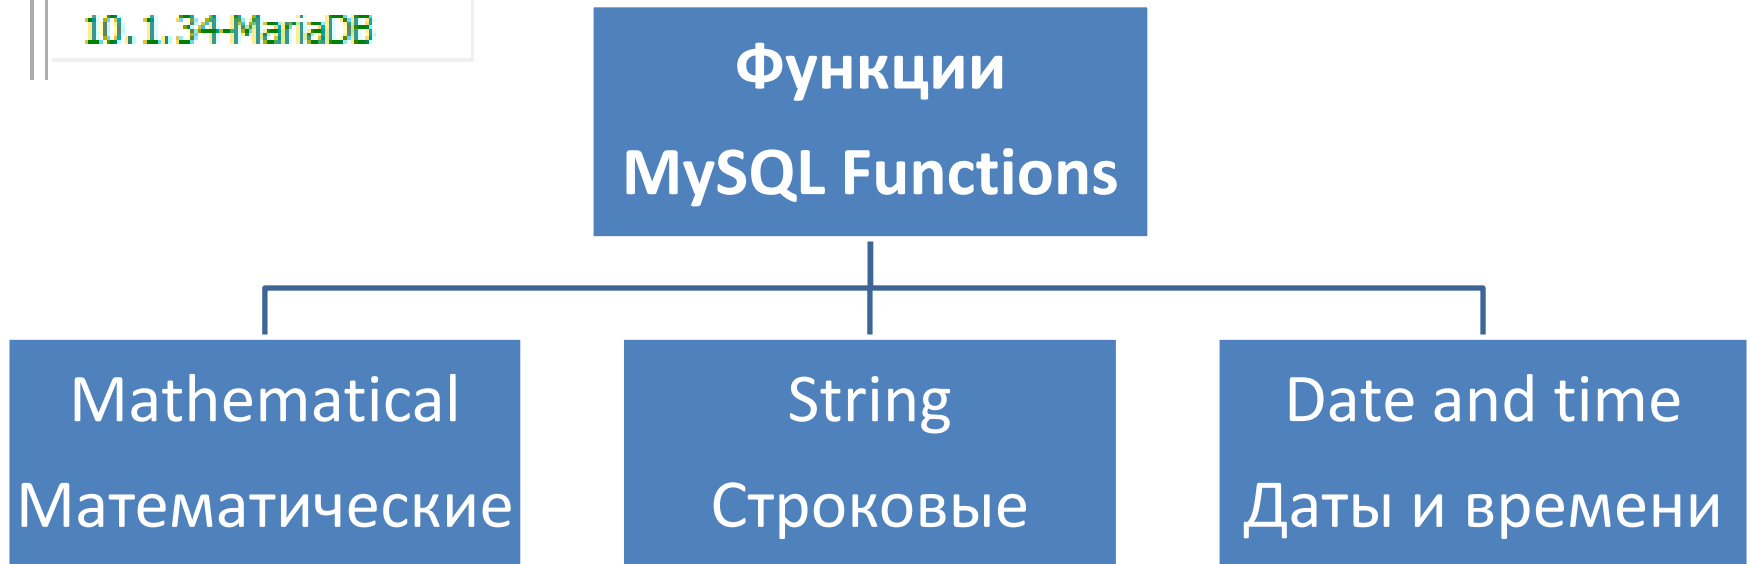 10.1.34-MariaDB
Функции
MySQL Functions
Mathematical
Математические
String
Строковые
Date and time
Даты и времени